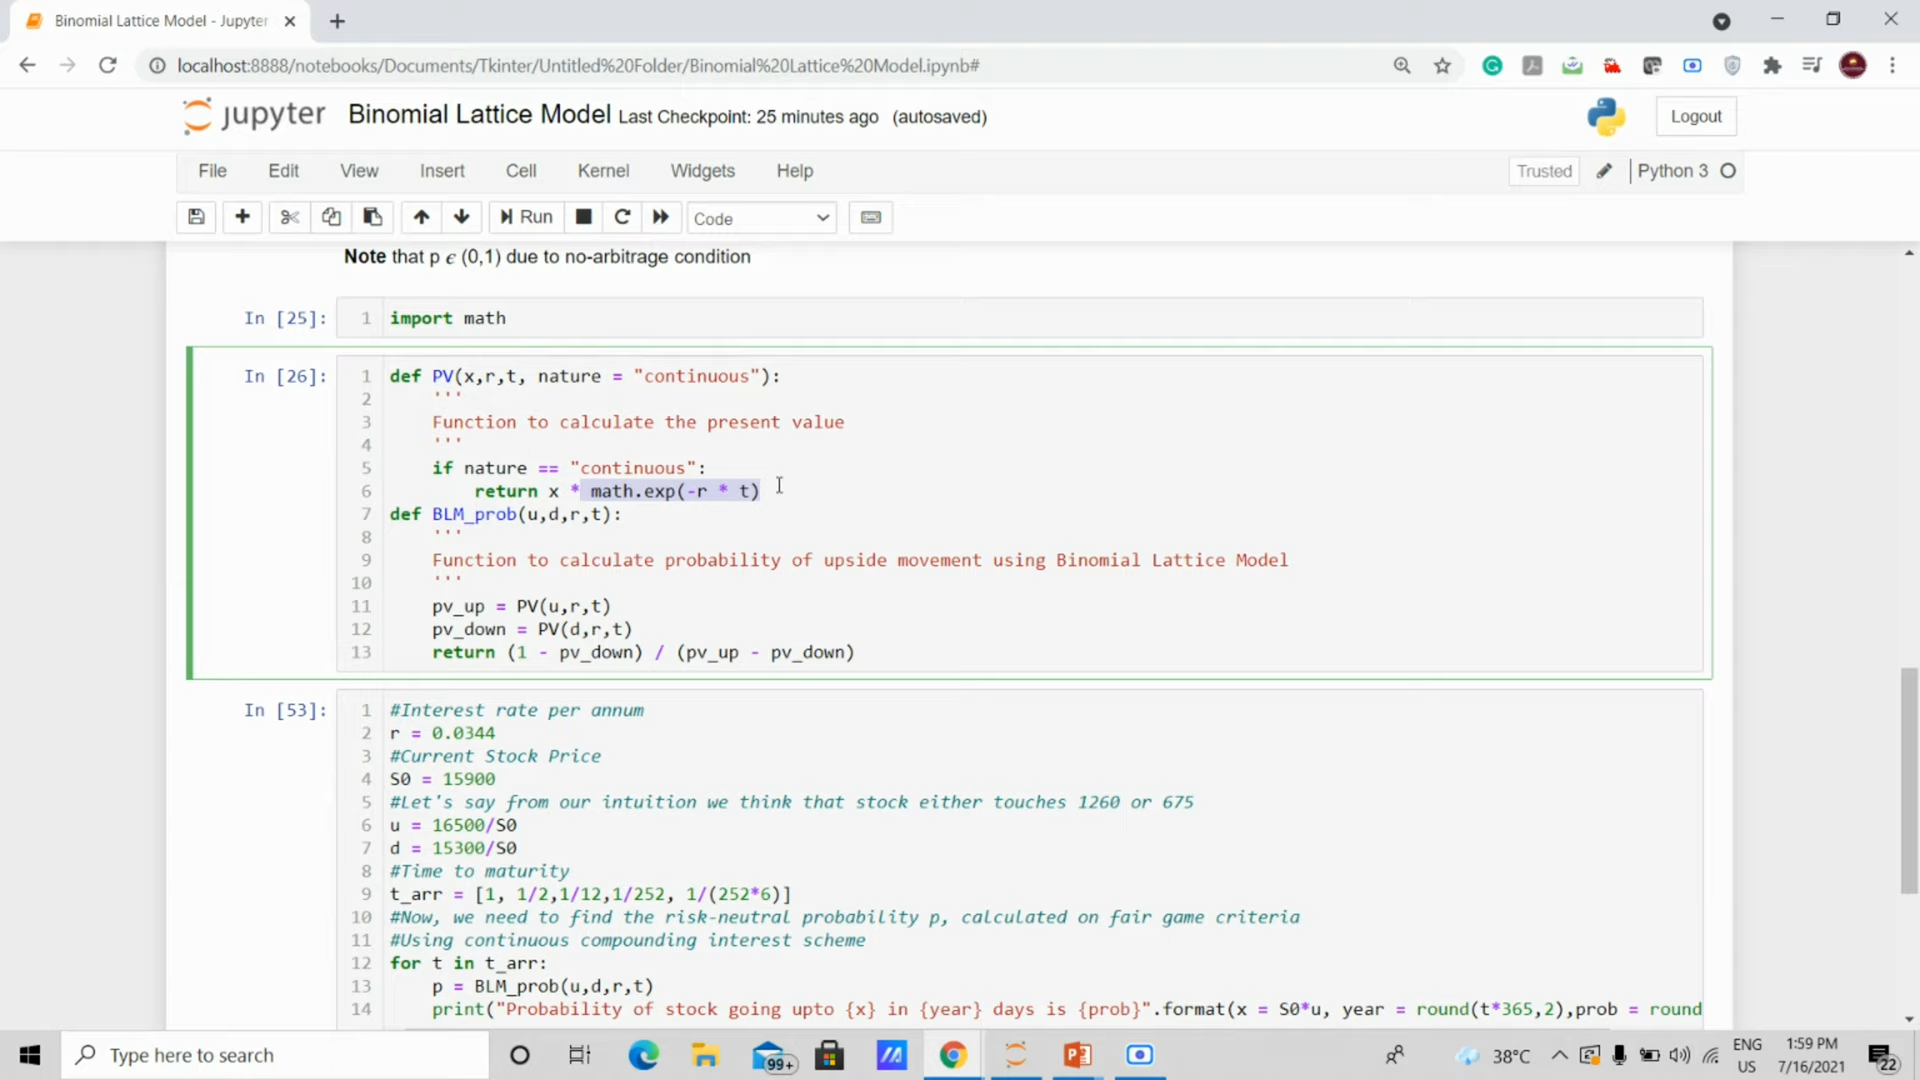 Binomial Lattice Model - Jupyter
localhost:8888/notebooks/Documents/Tkinter/Untitled%20Folder/Binomial%20Lattice%20Model.ipynb#
jupyter Binomial Lattice Model Last Checkpoint: 25 minutes ago (autosaved)
Logout
File Edit View Insert Cell Kernel Widgets Help
Trusted Python 3
Run Code
Note that p ϵ (0,1) due to no-arbitrage condition
In [25]:
1 import math
In [26]:
1 def PV(x,r,t, nature = "continuous"):
2 '''
3 Function to calculate the present value
4 '''
5 if nature == "continuous":
6 return x * math.exp(-r * t)
7 def BLM_prob(u,d,r,t):
8 '''
9 Function to calculate probability of upside movement using Binomial Lattice Model
10 '''
11 pv_up = PV(u,r,t)
12 pv_down = PV(d,r,t)
13 return (1 - pv_down) / (pv_up - pv_down)
In [53]:
1 #Interest rate per annum
2 r = 0.0344
3 #Current Stock Price
4 S0 = 15900
5 #Let's say from our intuition we think that stock either touches 1260 or 675
6 u = 16500/S0
7 d = 15300/S0
8 #Time to maturity
9 t_arr = [1, 1/2,1/12,1/252, 1/(252*6)]
10 #Now, we need to find the risk-neutral probability p, calculated on fair game criteria
11 #Using continuous compounding interest scheme
12 for t in t_arr:
13 p = BLM_prob(u,d,r,t)
14 print("Probability of stock going upto {x} in {year} days is {prob}".format(x = S0*u, year = round(t*365,2),prob = round
Type here to search
99+
38°C
ENG
US
1:59 PM
7/16/2021
22